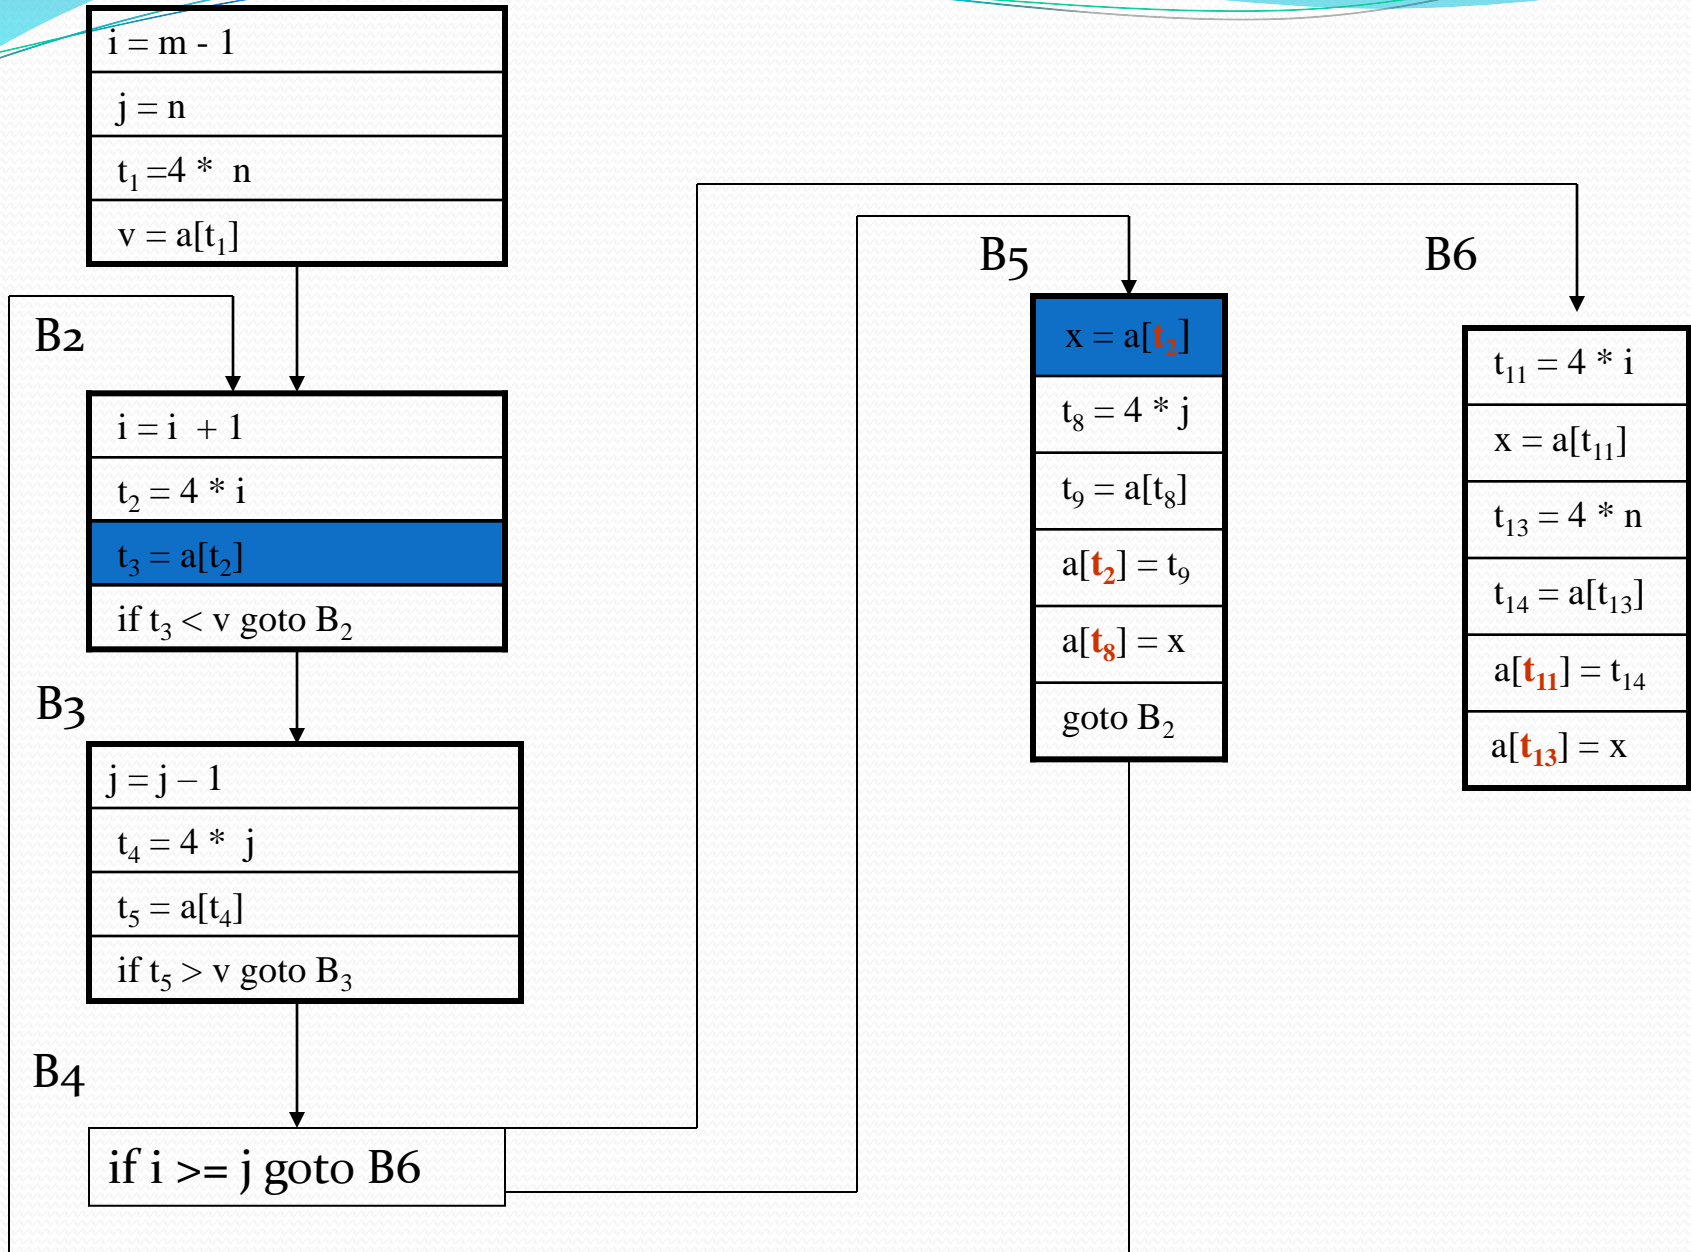 i = m - 1
j = n
t₁ =4 * n
v = a[t₁]
B2
i = i + 1
t₂ = 4 * i
t₃ = a[t₂]
if t₃ < v goto B₂
B3
j = j – 1
t₄ = 4 * j
t₅ = a[t₄]
if t₅ > v goto B₃
B4
if i >= j goto B6
B5
x = a[t₂]
t₈ = 4 * j
t₉ = a[t₈]
a[t₂] = t₉
a[t₈] = x
goto B₂
B6
t₁₁ = 4 * i
x = a[t₁₁]
t₁₃ = 4 * n
t₁₄ = a[t₁₃]
a[t₁₁] = t₁₄
a[t₁₃] = x